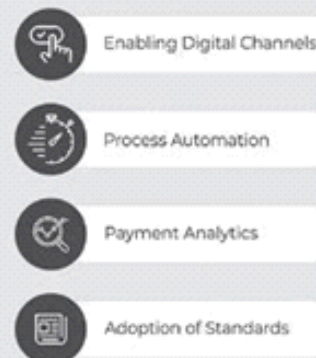 Enabling Digital Channels
Process Automation
Payment Analytics
Adoption of Standards